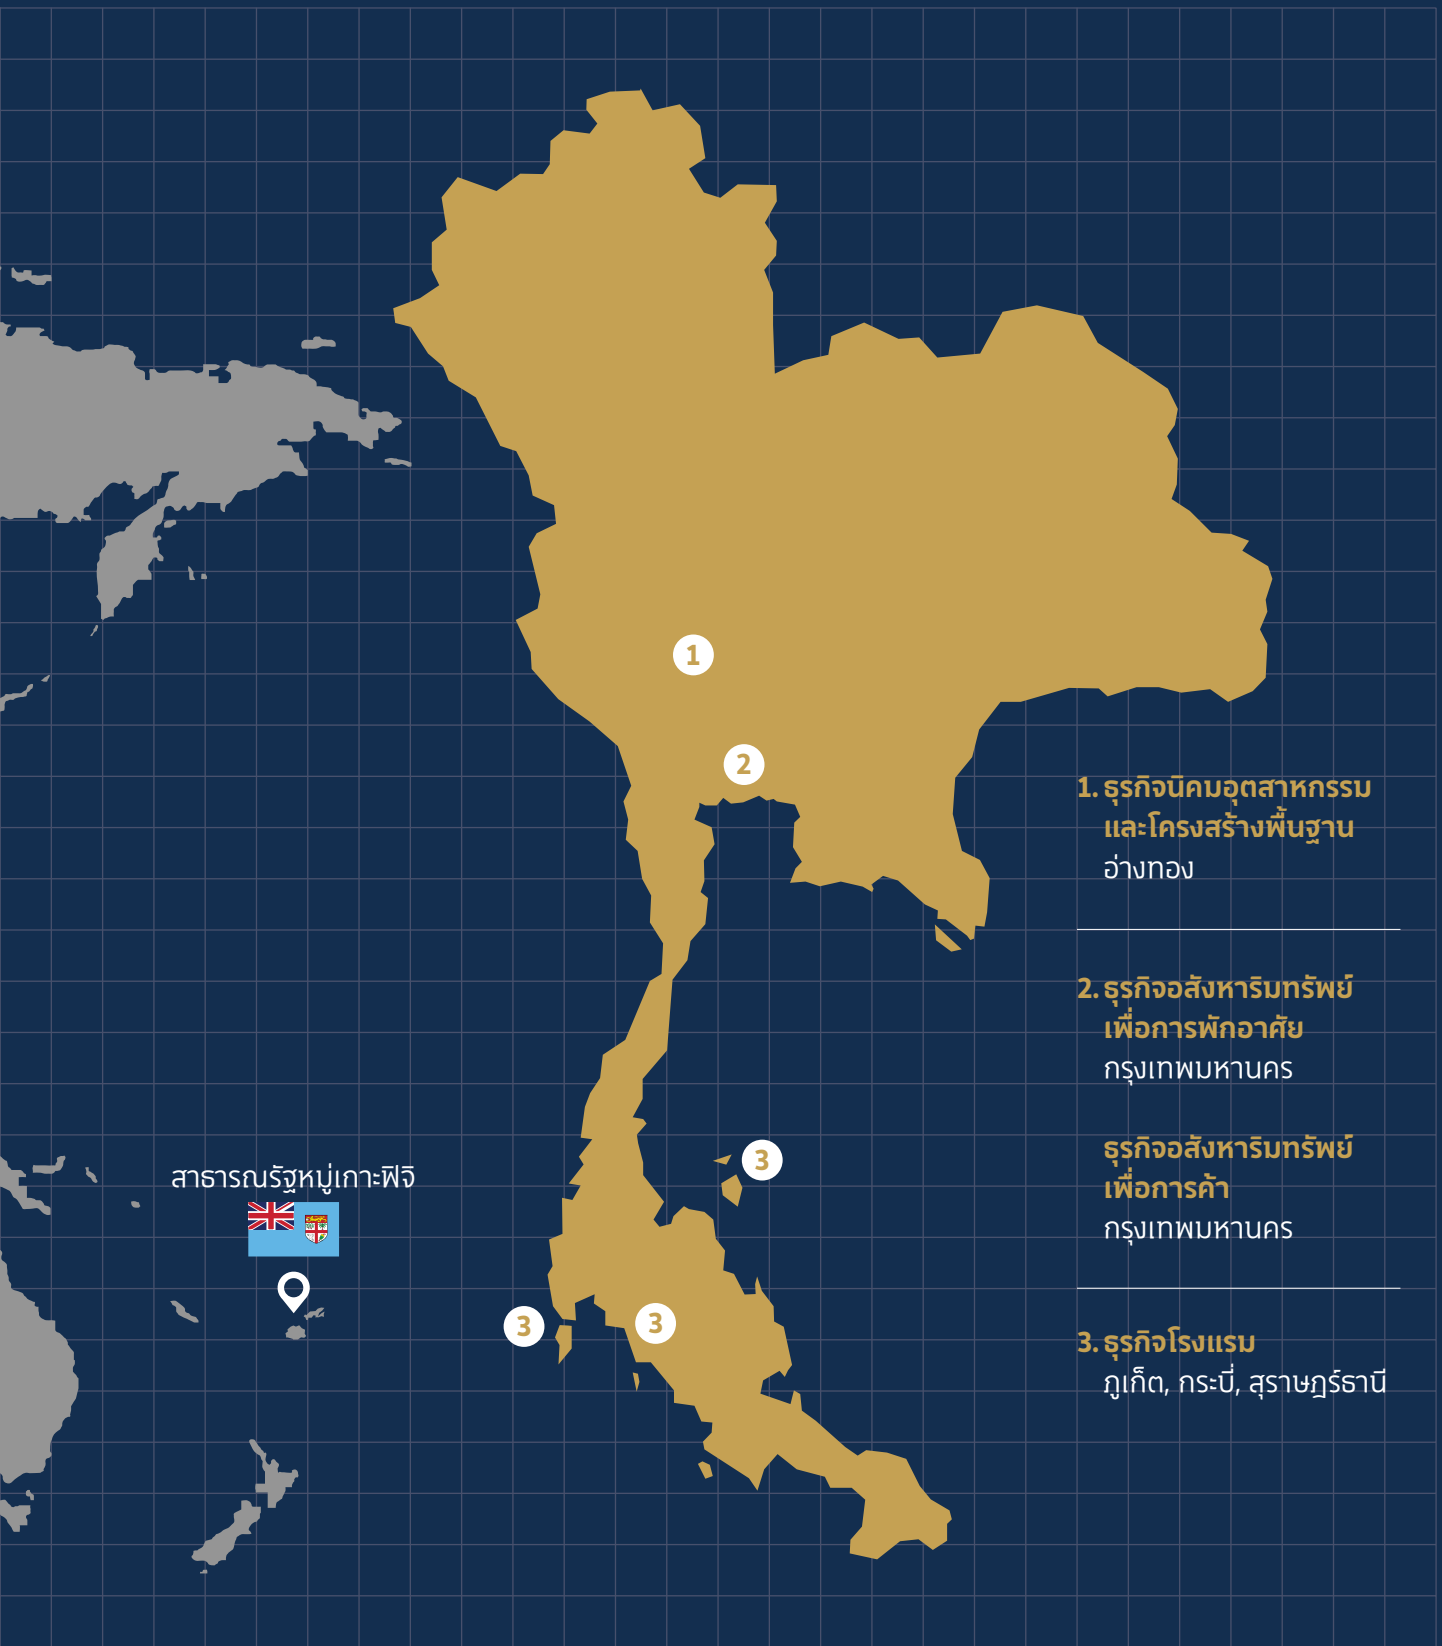 1
2
3
3
3
สาธารณรัฐหมู่เกาะฟิจิ
1. ธุรกิจนิคมอุตสาหกรรม
และโครงสร้างพื้นฐาน
อ่างทอง
2. ธุรกิจอสังหาริมทรัพย์
เพื่อการพักอาศัย
กรุงเทพมหานคร
ธุรกิจอสังหาริมทรัพย์
เพื่อการค้า
กรุงเทพมหานคร
3. ธุรกิจโรงแรม
ภูเก็ต, กระบี่, สุราษฎร์ธานี